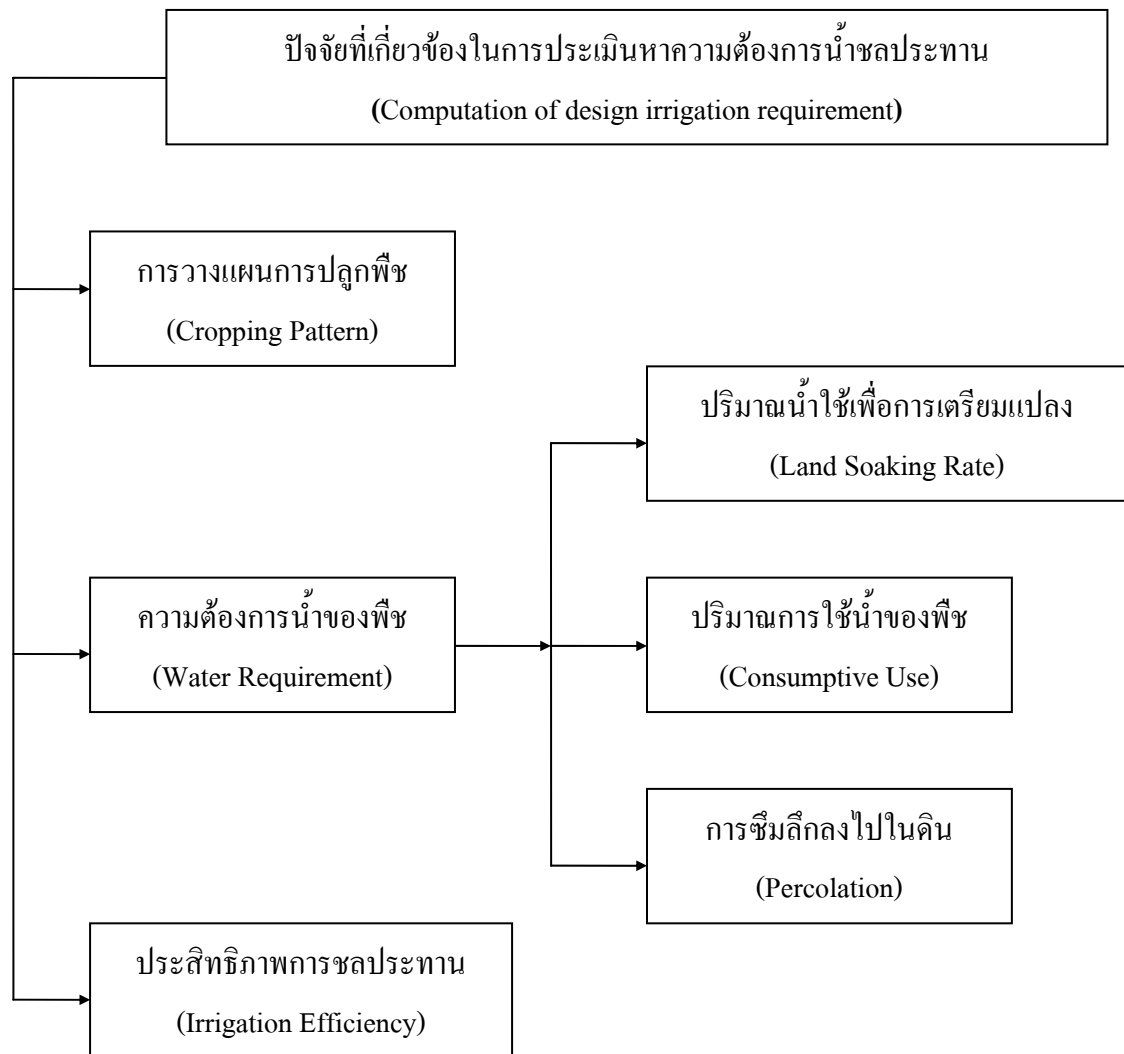 ปัจจัยที่เกี่ยวข้องในการประเมินหาความต้องการน้ำชลประทาน
(Computation of design irrigation requirement)
การวางแผนการปลูกพืช
(Cropping Pattern)
ปริมาณน้ำใช้เพื่อการเตรียมแปลง
(Land Soaking Rate)
ความต้องการน้ำของพืช
(Water Requirement)
ปริมาณการใช้น้ำของพืช
(Consumptive Use)
การซึมลึกลงไปในดิน
(Percolation)
ประสิทธิภาพการชลประทาน
(Irrigation Efficiency)